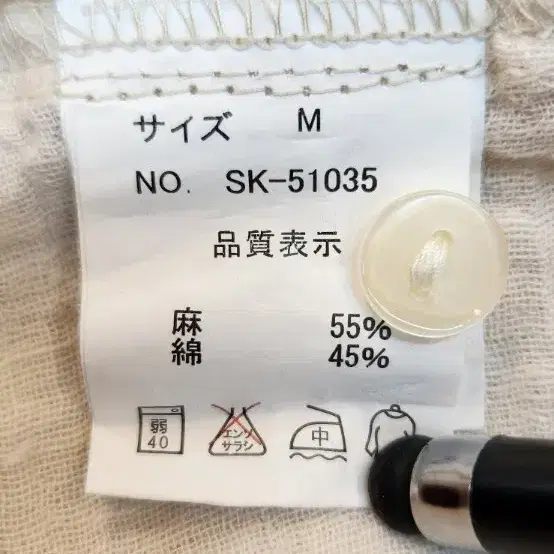 サイズ M
NO. SK-51035
品質表示
麻 55%
綿 45%
弱 エンソ 中
40 サラシ